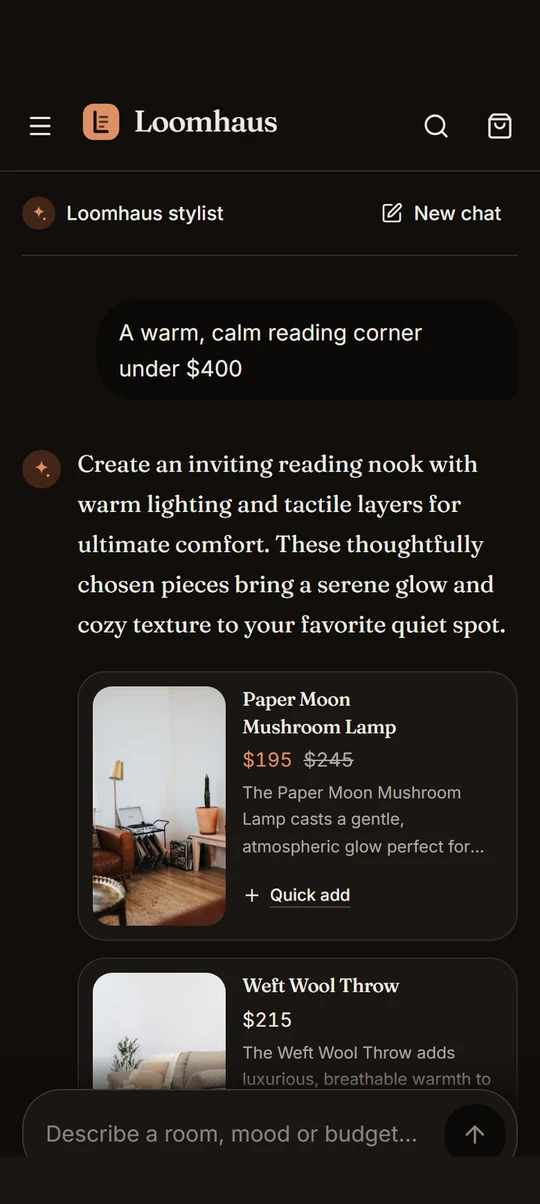 Loomhaus
Loomhaus stylist
New chat
A warm, calm reading corner
under $400
Create an inviting reading nook with
warm lighting and tactile layers for
ultimate comfort. These thoughtfully
chosen pieces bring a serene glow and
cozy texture to your favorite quiet spot.
Paper Moon
Mushroom Lamp
$195 $245
The Paper Moon Mushroom
Lamp casts a gentle,
atmospheric glow perfect for...
+ Quick add
Weft Wool Throw
$215
The Weft Wool Throw adds
luxurious, breathable warmth to
Describe a room, mood or budget...